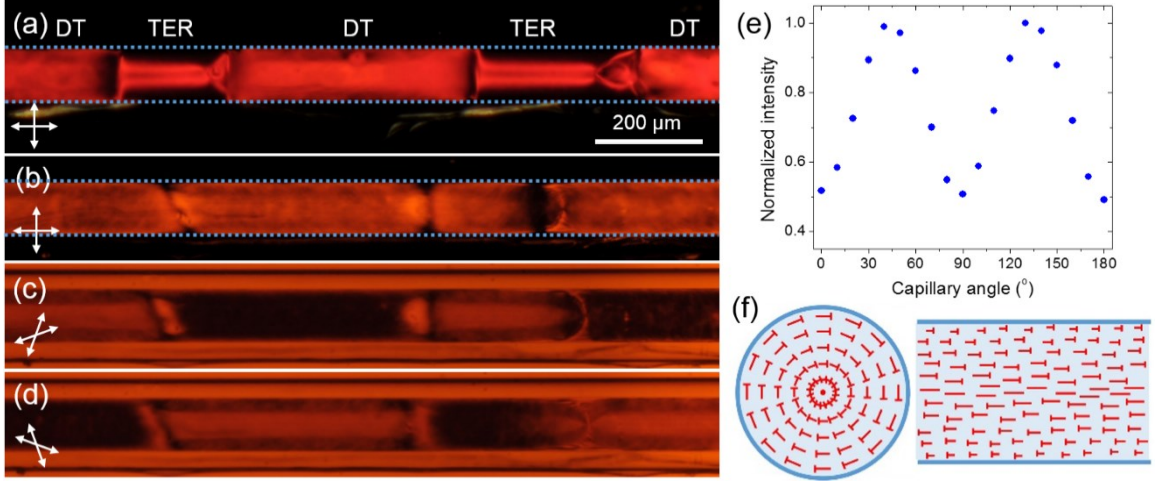 (a)
DT
TER
DT
TER
DT
200 µm
(b)
(c)
(d)
(e)
Normalized intensity
1.0
0.8
0.6
0.4
0
30
60
90
120
150
180
Capillary angle (°)
(f)